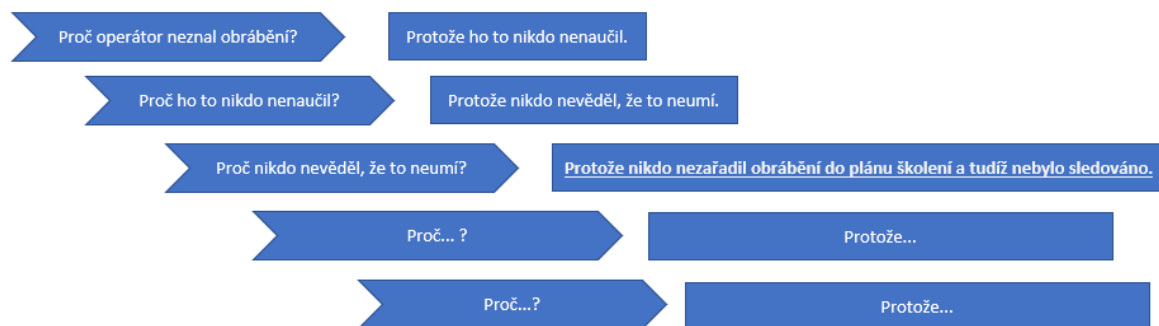 Proč operátor neznal obrábění?
Protože ho to nikdo nenaučil.
Proč ho to nikdo nenaučil?
Protože nikdo nevěděl, že to neumí.
Proč nikdo nevěděl, že to neumí?
Protože nikdo nezařadil obrábění do plánu školení a tudíž nebylo sledováno.
Proč... ?
Protože...
Proč...?
Protože...